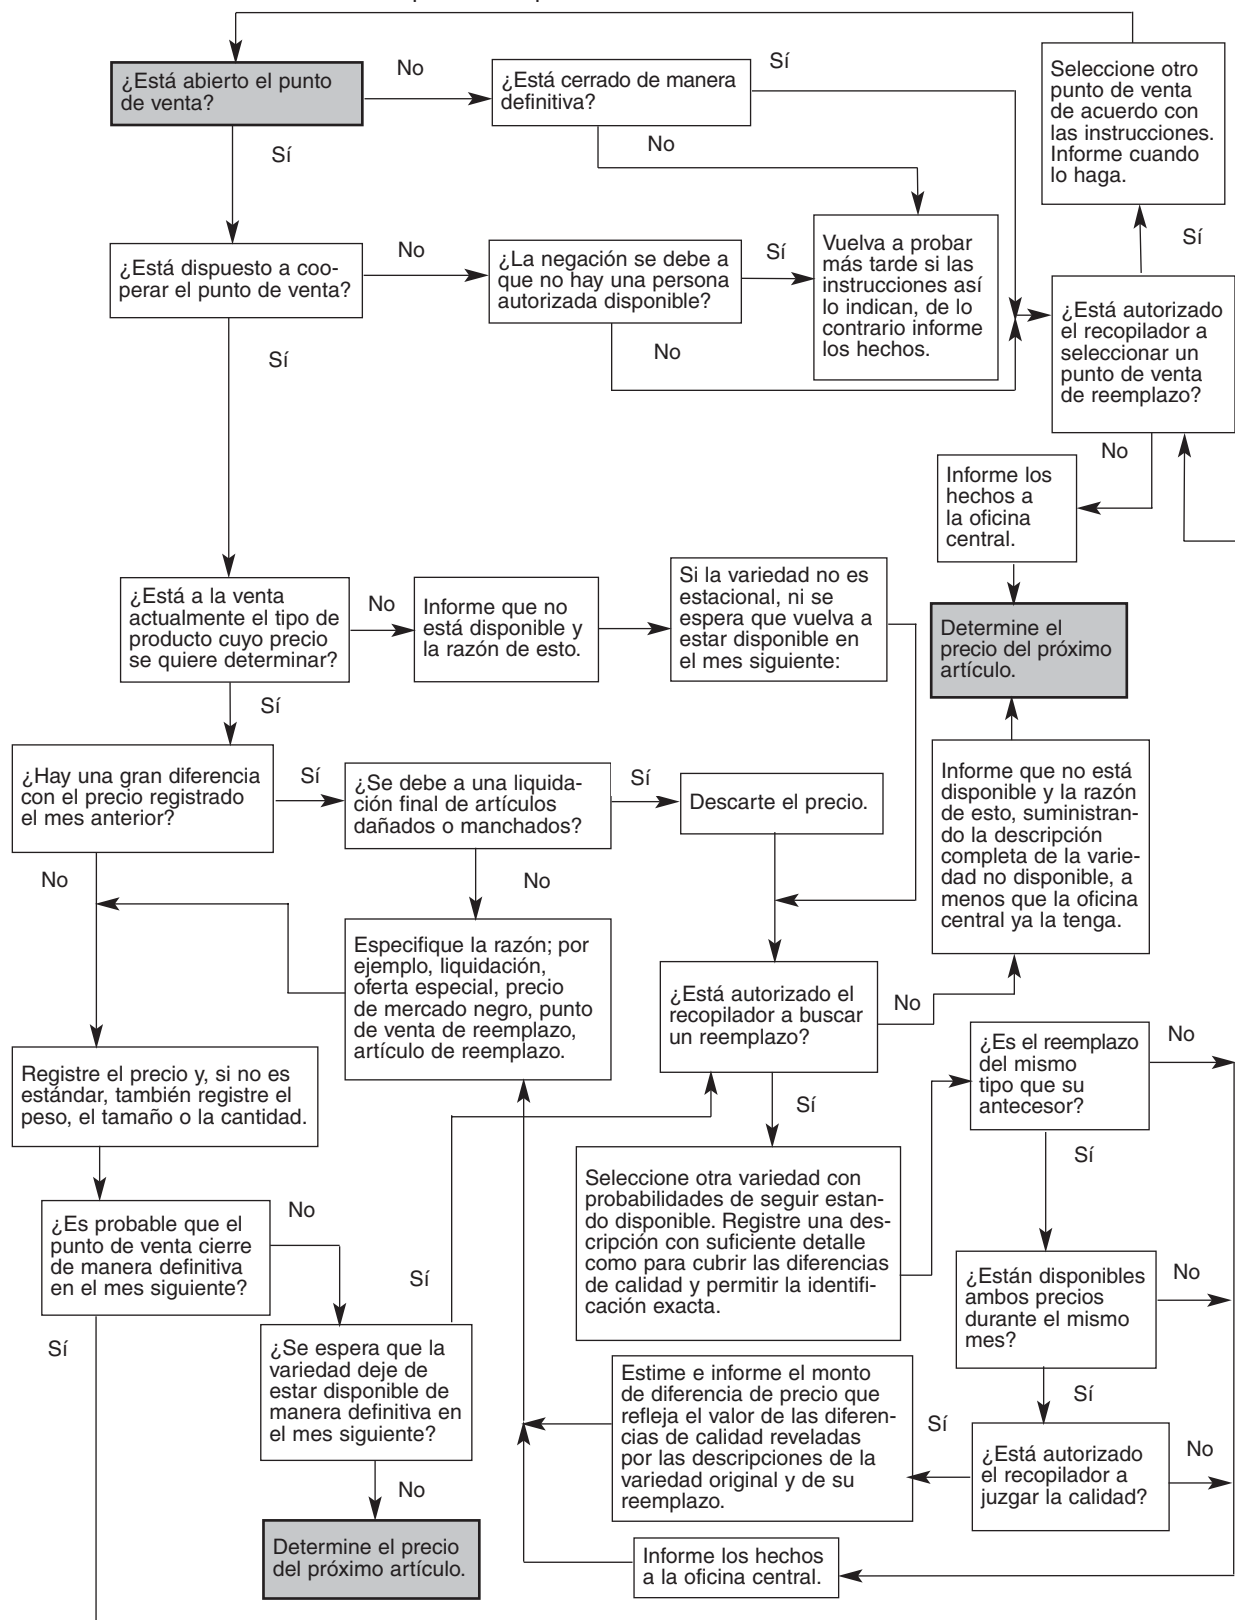 ¿Está abierto el punto
de venta?
No
¿Está cerrado de manera
definitiva?
Sí
Seleccione otro
punto de venta
de acuerdo con
las instrucciones.
Informe cuando
lo haga.
Sí
No
Sí
¿Está dispuesto a coo-
perar el punto de venta?
No
¿La negación se debe a
que no hay una persona
autorizada disponible?
Sí
Vuelva a probar
más tarde si las
instrucciones así
lo indican, de lo
contrario informe
los hechos.
¿Está autorizado
el recopilador a
seleccionar un
punto de venta
de reemplazo?
Sí
No
No
Informe los
hechos a
la oficina
central.
¿Está a la venta
actualmente el tipo de
producto cuyo precio
se quiere determinar?
No
Informe que no
está disponible y
la razón de esto.
Si la variedad no es
estacional, ni se
espera que vuelva a
estar disponible en
el mes siguiente:
Determine el
precio del próximo
artículo.
Sí
¿Hay una gran diferencia
con el precio registrado
el mes anterior?
Sí
¿Se debe a una liquida-
ción final de artículos
dañados o manchados?
Sí
Descarte el precio.
Informe que no está
disponible y la razón
de esto, suministran-
do la descripción
completa de la varie-
dad no disponible, a
menos que la oficina
central ya la tenga.
No
No
Especifique la razón; por
ejemplo, liquidación,
oferta especial, precio
de mercado negro, punto
de venta de reemplazo,
artículo de reemplazo.
¿Está autorizado el
recopilador a buscar
un reemplazo?
No
¿Es el reemplazo
del mismo
tipo que su
antecesor?
No
Registre el precio y, si no es
estándar, también registre el
peso, el tamaño o la cantidad.
Sí
Sí
Seleccione otra variedad con
probabilidades de seguir estan-
do disponible. Registre una des-
cripción con suficiente detalle
como para cubrir las diferencias
de calidad y permitir la identifi-
cación exacta.
¿Es probable que el
punto de venta cierre
de manera definitiva
en el mes siguiente?
No
Sí
¿Están disponibles
ambos precios
durante el mismo
mes?
No
Sí
¿Se espera que la
variedad deje de
estar disponible de
manera definitiva en
el mes siguiente?
Estime e informe el monto
de diferencia de precio que
refleja el valor de las diferen-
cias de calidad reveladas
por las descripciones de la
variedad original y de su
reemplazo.
Sí
Sí
¿Está autorizado
el recopilador a
juzgar la calidad?
No
No
Determine el precio
del próximo artículo.
Informe los hechos
a la oficina central.